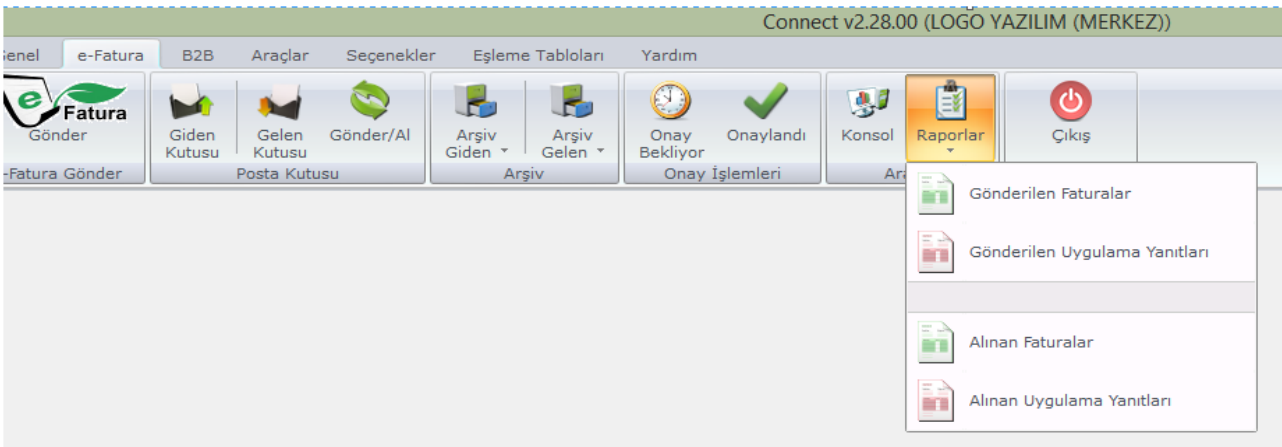 Connect v2.28.00 (LOGO YAZILIM (MERKEZ))
enel e-Fatura B2B Araçlar Seçenekler Eşleme Tabloları Yardım
e Fatura
Gönder
Giden Kutusu
Gelen Kutusu
Gönder/Al
Arşiv Giden
Arşiv Gelen
Onay Bekliyor
Onaylandı
Konsol
Raporlar
Çıkış
-Fatura Gönder
Posta Kutusu
Arşiv
Onay İşlemleri
Ar
Gönderilen Faturalar
Gönderilen Uygulama Yanıtları
Alınan Faturalar
Alınan Uygulama Yanıtları